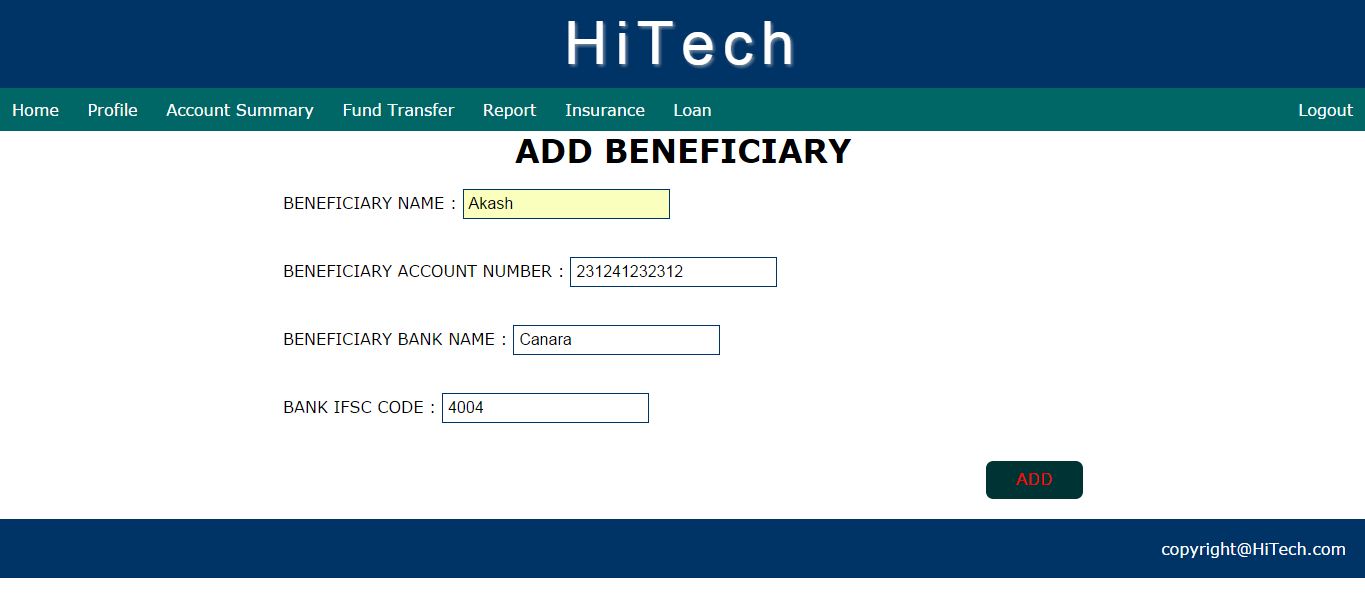 HiTech
Home Profile Account Summary Fund Transfer Report Insurance Loan Logout
ADD BENEFICIARY
BENEFICIARY NAME : Akash
BENEFICIARY ACCOUNT NUMBER : 231241232312
BENEFICIARY BANK NAME : Canara
BANK IFSC CODE : 4004
ADD
copyright@HiTech.com